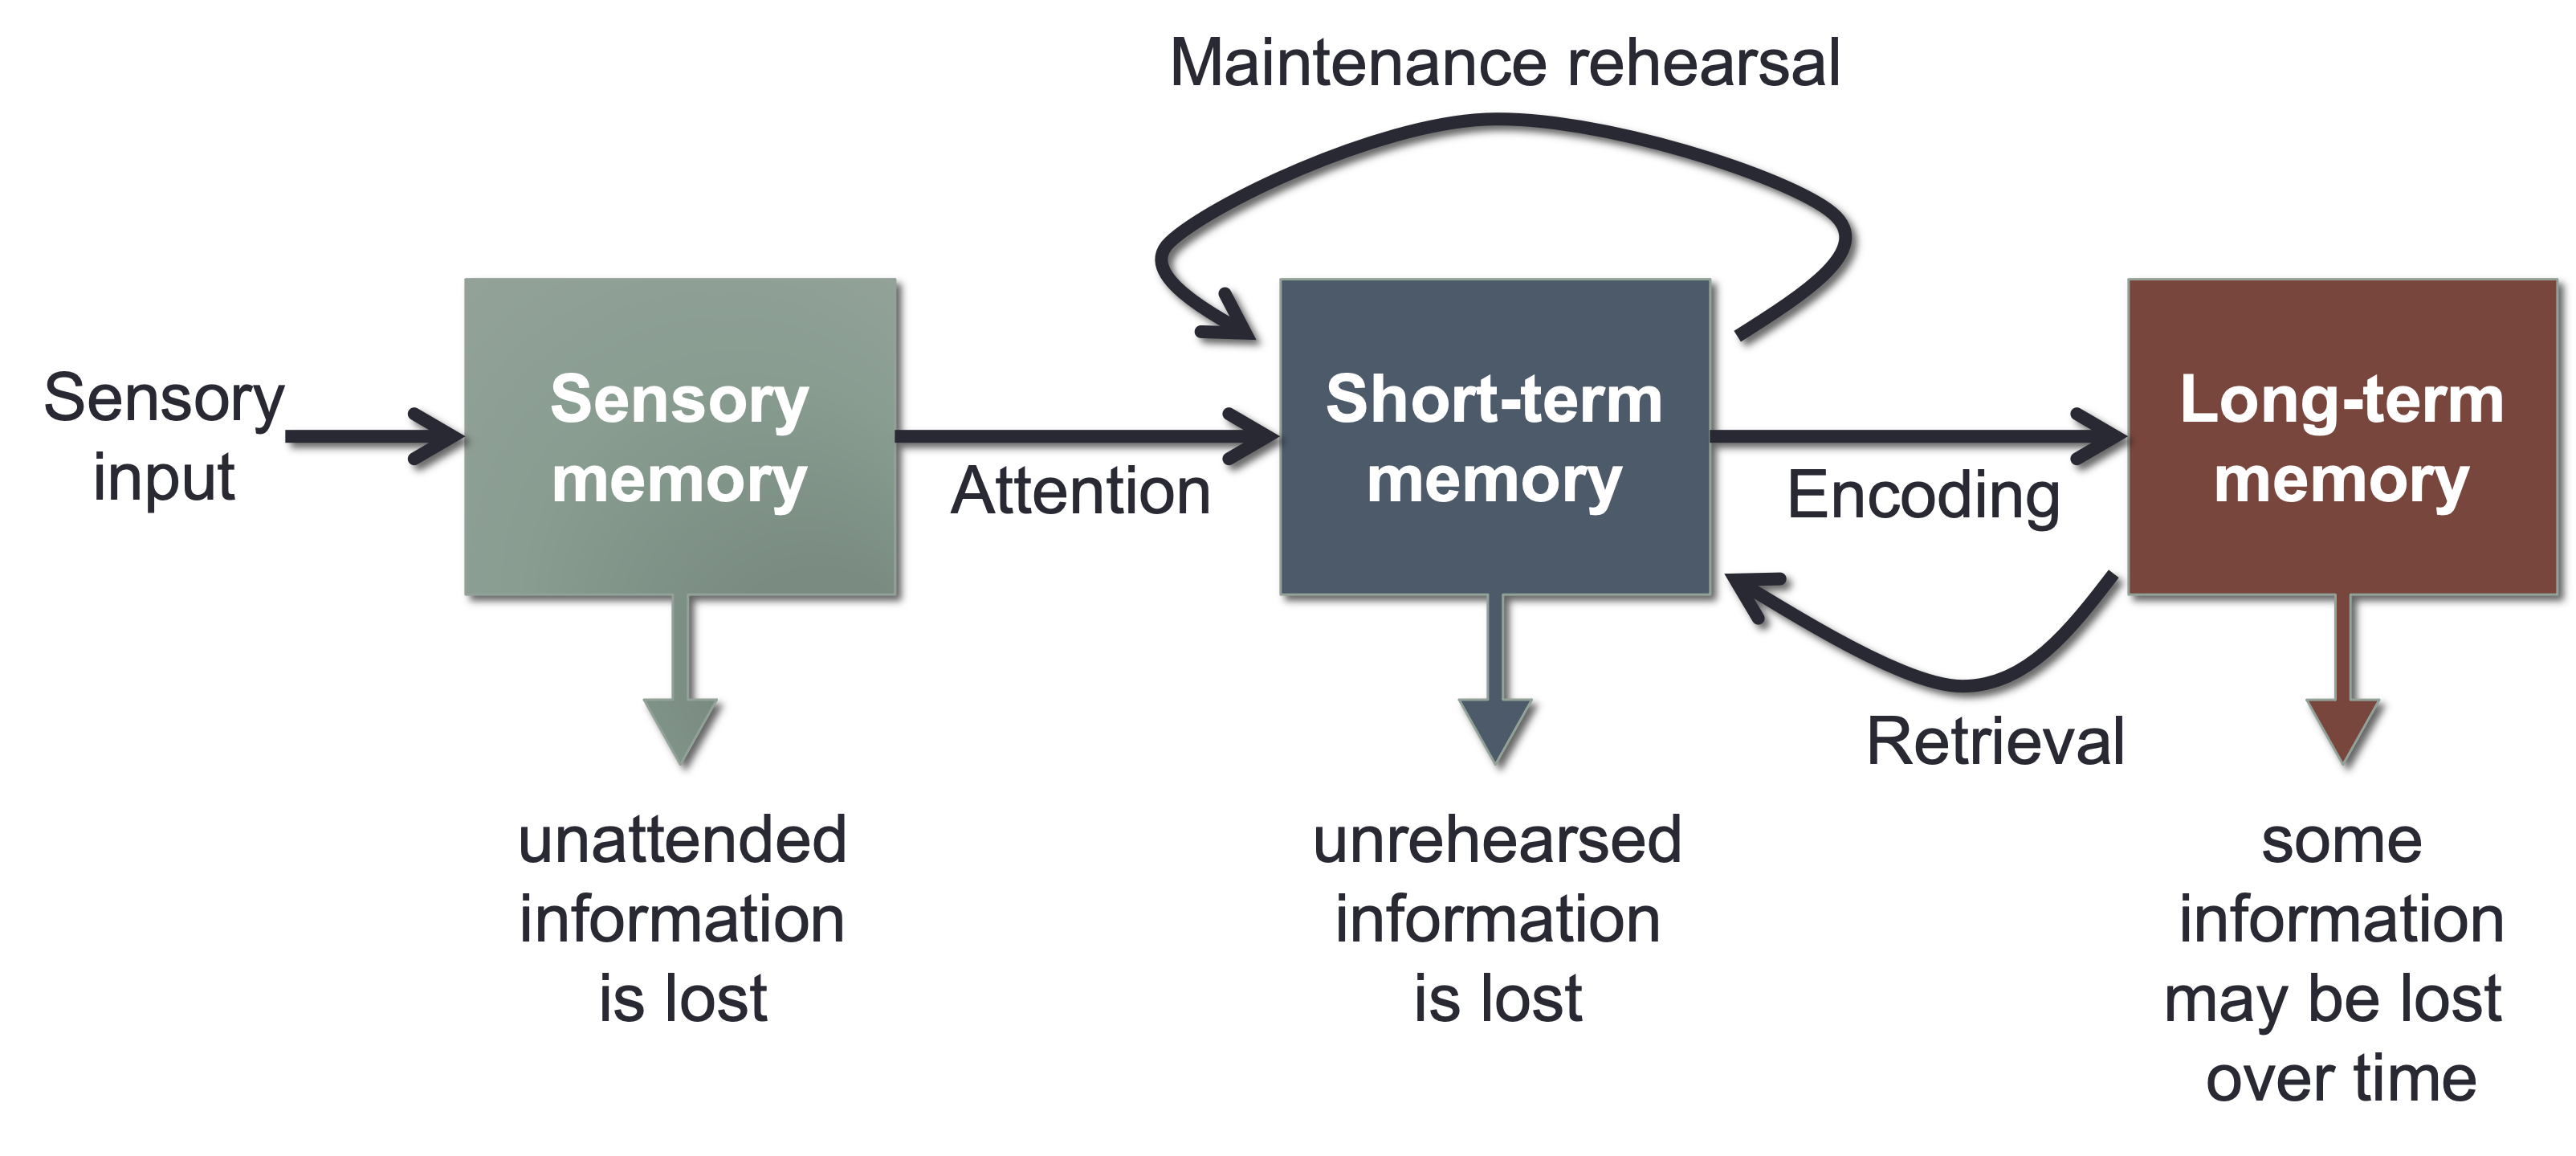 Maintenance rehearsal
Sensory
input
Sensory
memory
Attention
Short-term
memory
Encoding
Long-term
memory
Retrieval
unattended
information
is lost
unrehearsed
information
is lost
some
information
may be lost
over time